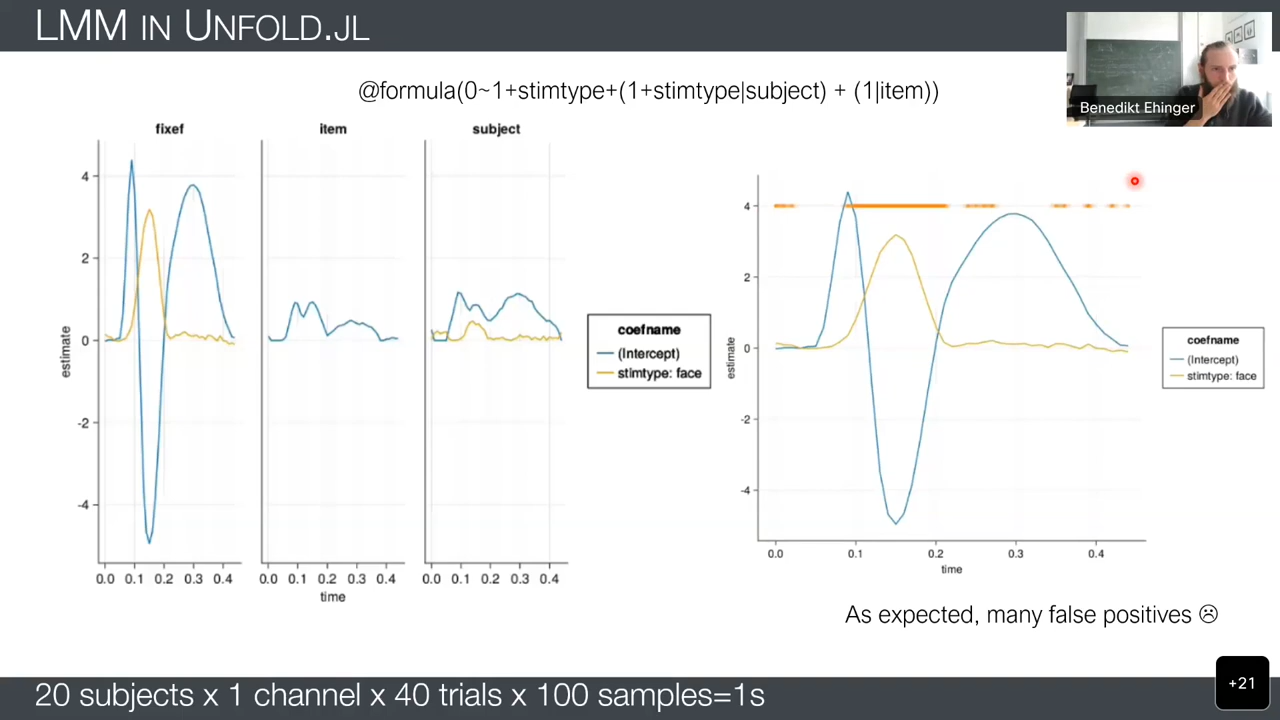 LMM IN UNFOLD.JL
Benedikt Ehinger
@formula(0~1+stimtype+(1+stimtype|subject) + (1|item))
fixef
item
subject
estimate
4
2
0
-2
-4
0.0 0.1 0.2 0.3 0.4
0.0 0.1 0.2 0.3 0.4
0.0 0.1 0.2 0.3 0.4
time
coefname
(Intercept)
stimtype: face
estimate
4
2
0
-2
-4
0.0 0.1 0.2 0.3 0.4
time
coefname
(Intercept)
stimtype: face
As expected, many false positives ☹
20 subjects x 1 channel x 40 trials x 100 samples=1s
+21